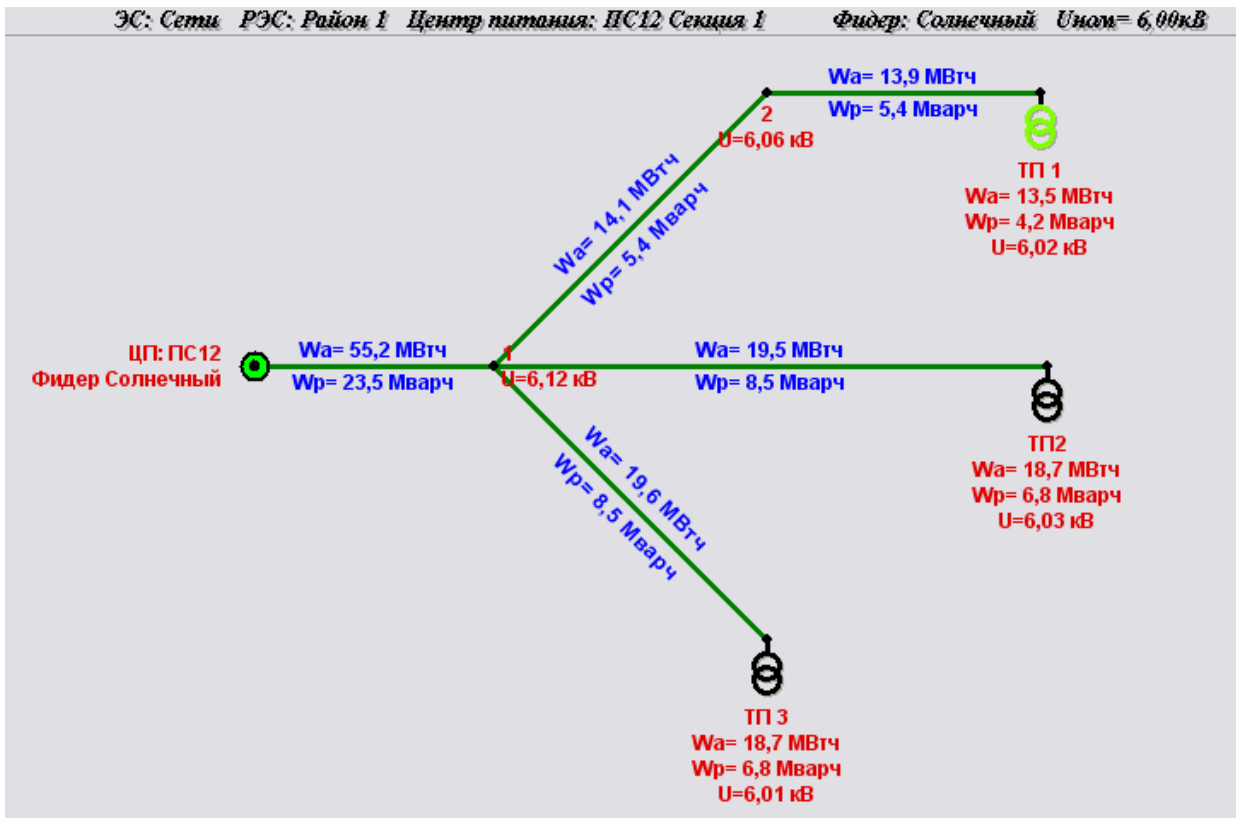 ЭС: Сети РЭС: Район 1 Центр питания: ПС12 Секция 1 Фидер: Солнечный Uном= 6,00кВ
Wa= 13,9 МВтч
Wp= 5,4 Мварч
2
U=6,06 кВ
ТП 1
Wa= 13,5 МВтч
Wp= 4,2 Мварч
U=6,02 кВ
Wa= 14,1 МВтч
Wp= 5,4 Мварч
ЦП: ПС12
Фидер Солнечный
Wa= 55,2 МВтч
Wp= 23,5 Мварч
1
U=6,12 кВ
Wa= 19,5 МВтч
Wp= 8,5 Мварч
ТП2
Wa= 18,7 МВтч
Wp= 6,8 Мварч
U=6,03 кВ
Wa= 19,6 МВтч
Wp= 8,5 Мварч
ТП 3
Wa= 18,7 МВтч
Wp= 6,8 Мварч
U=6,01 кВ